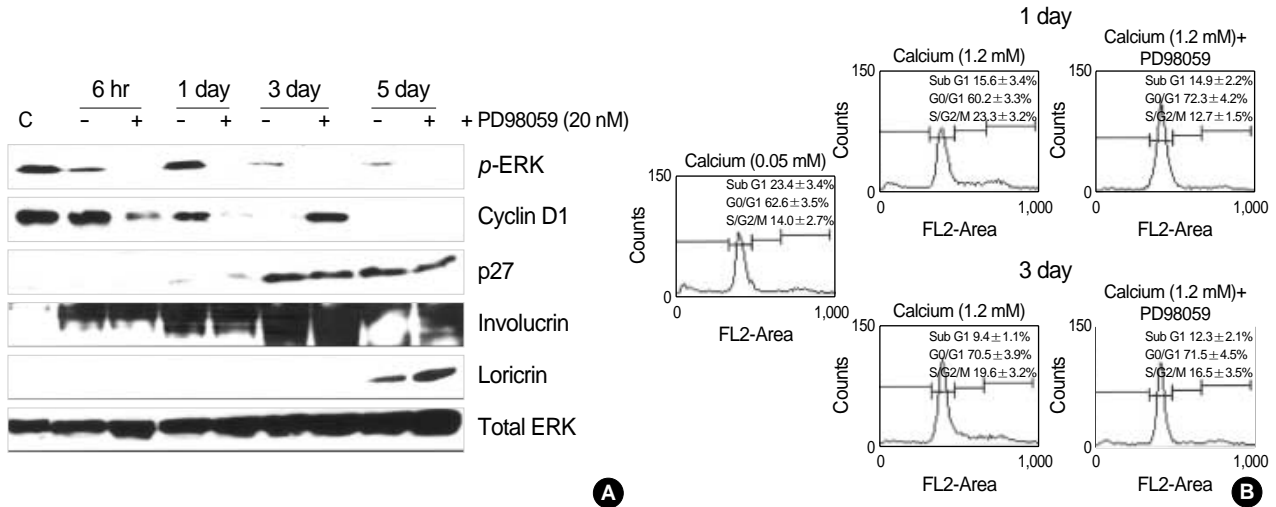 6 hr 1 day 3 day 5 day
C − + − + − + − + + PD98059 (20 nM)
p-ERK
Cyclin D1
p27
Involucrin
Loricrin
Total ERK
A
Calcium (0.05 mM)
150
Sub G1 23.4±3.4%
G0/G1 62.6±3.5%
S/G2/M 14.0±2.7%
Counts
0 1,000
FL2-Area
1 day
Calcium (1.2 mM)
150
Sub G1 15.6±3.4%
G0/G1 60.2±3.3%
S/G2/M 23.3±3.2%
Counts
0 1,000
FL2-Area
Calcium (1.2 mM)+
PD98059
150
Sub G1 14.9±2.2%
G0/G1 72.3±4.2%
S/G2/M 12.7±1.5%
Counts
0 1,000
FL2-Area
3 day
Calcium (1.2 mM)
150
Sub G1 9.4±1.1%
G0/G1 70.5±3.9%
S/G2/M 19.6±3.2%
Counts
0 1,000
FL2-Area
Calcium (1.2 mM)+
PD98059
150
Sub G1 12.3±2.1%
G0/G1 71.5±4.5%
S/G2/M 16.5±3.5%
Counts
0 1,000
FL2-Area
B